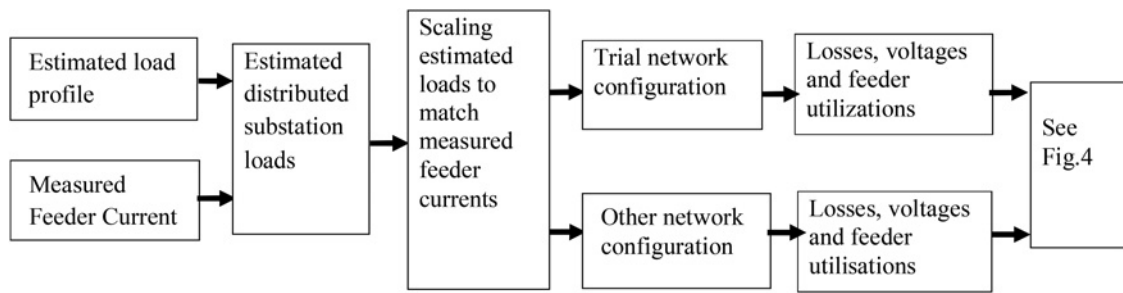 Estimated load
profile
Measured
Feeder Current
Estimated
distributed
substation
loads
Scaling
estimated
loads to
match
measured
feeder
currents
Trial network
configuration
Other network
configuration
Losses, voltages
and feeder
utilizations
Losses, voltages
and feeder
utilisations
See
Fig.4